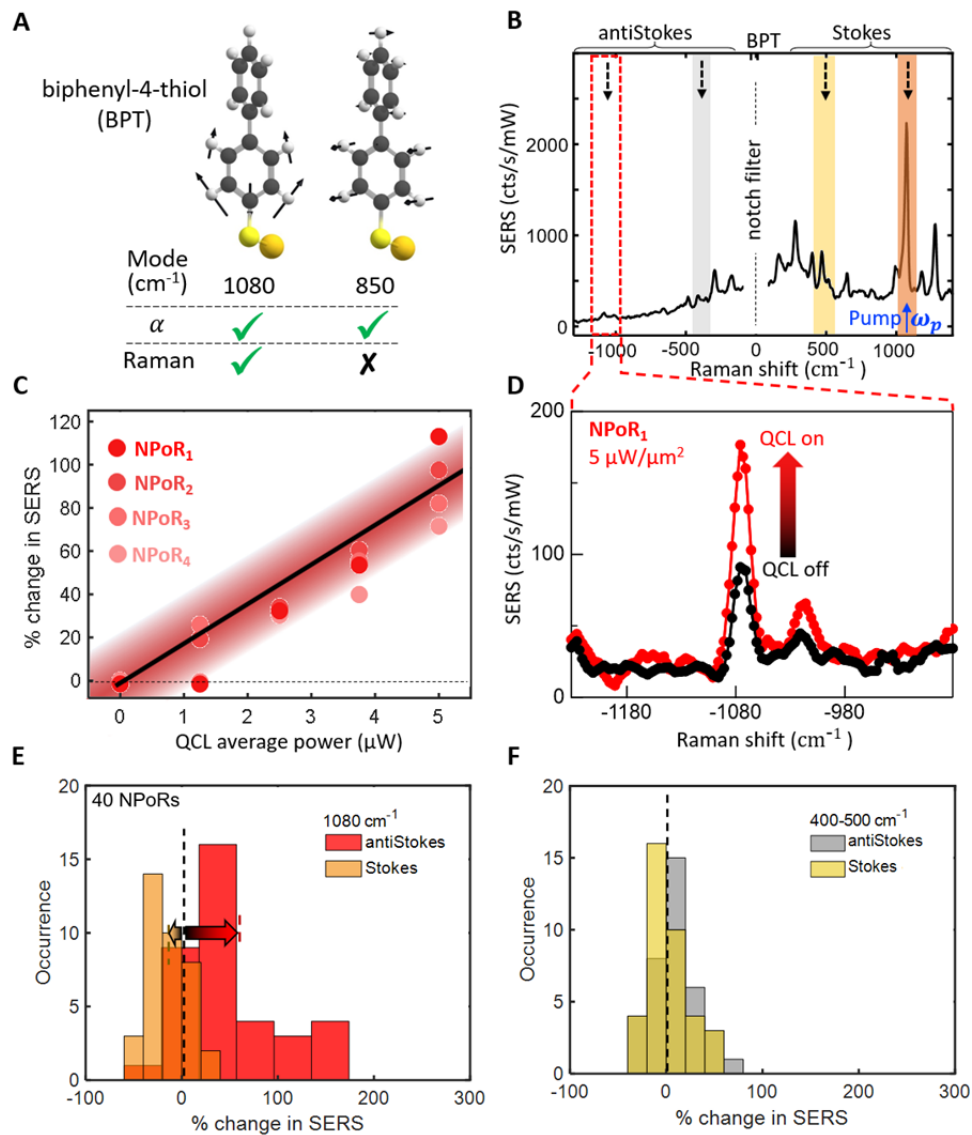 A
biphenyl-4-thiol
(BPT)
Mode
(cm⁻¹)
1080
850
α
✓
✓
Raman
✓
✗
B
antiStokes
BPT
Stokes
SERS (cts/s/mW)
2000
1000
0
notch filter
Pump
ωp
-1000
-500
0
500
1000
Raman shift (cm⁻¹)
C
% change in SERS
120
100
80
60
40
20
0
NPoR₁
NPoR₂
NPoR₃
NPoR₄
0
1
2
3
4
5
QCL average power (µW)
D
SERS (cts/s/mW)
200
100
0
NPoR₁
5 µW/µm²
QCL on
QCL off
-1180
-1080
-980
Raman shift (cm⁻¹)
E
Occurrence
20
15
10
5
0
40 NPoRs
1080 cm⁻¹
antiStokes
Stokes
-100
0
100
200
300
% change in SERS
F
Occurrence
20
15
10
5
0
400-500 cm⁻¹
antiStokes
Stokes
-100
0
100
200
300
% change in SERS